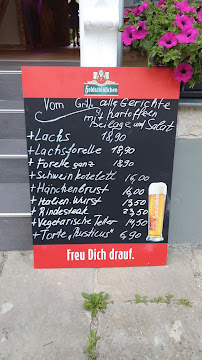 Feldschlösschen
Vom Grill alle Gerichte
mit Kartoffeln
Beilage und Salat
+Lachs 18,90
+Lachsforelle 18,90
+Forelle ganz 18,90
+Schweinkotelett 16,00
+Hänchenbrust 16,00
+Italien. Wurst 13,50
+Rindersteak 23,50
+Vegetarische Teller 14,50
+Torte „Rusticus" 6,90
Freu Dich drauf.